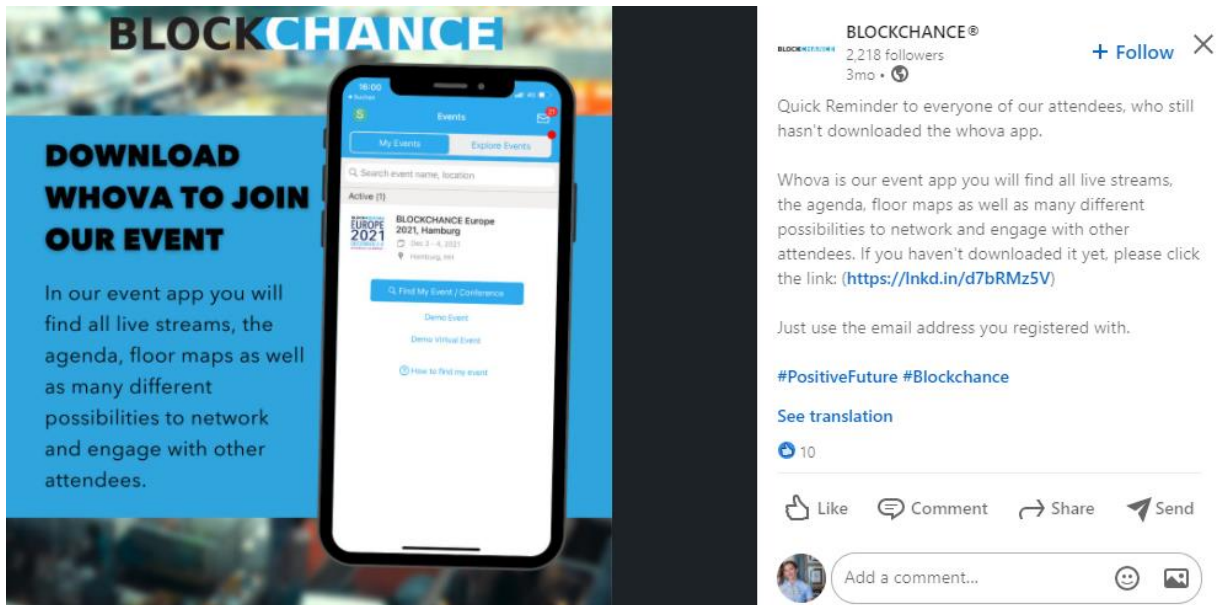 BLOCKCHANCE
DOWNLOAD
WHOVA TO JOIN
OUR EVENT
In our event app you will
find all live streams, the
agenda, floor maps as well
as many different
possibilities to network
and engage with other
attendees.
16:00
4G
S
Events
My Events
Explore Events
Search event name, location
Active (1)
EUROPE
2021
BLOCKCHANCE Europe
2021, Hamburg
Dec 3 - 4, 2021
Hamburg, HH
Find My Event / Conference
Demo Event
Demo Virtual Event
How to find my event
BLOCKCHANCE
BLOCKCHANCE®
2,218 followers
3mo •
+ Follow
Quick Reminder to everyone of our attendees, who still
hasn't downloaded the whova app.
Whova is our event app you will find all live streams,
the agenda, floor maps as well as many different
possibilities to network and engage with other
attendees. If you haven't downloaded it yet, please click
the link: (https://lnkd.in/d7bRMz5V)
Just use the email address you registered with.
#PositiveFuture #Blockchance
See translation
10
Like
Comment
Share
Send
Add a comment...